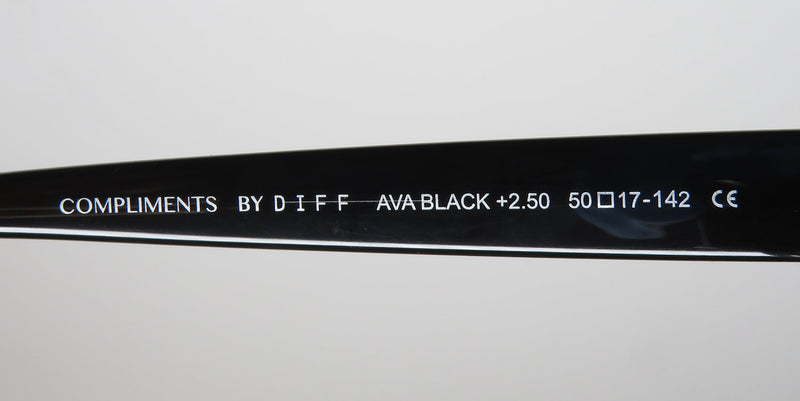 COMPLIMENTS BY DIFF AVA BLACK +2.50 50□17-142 CE